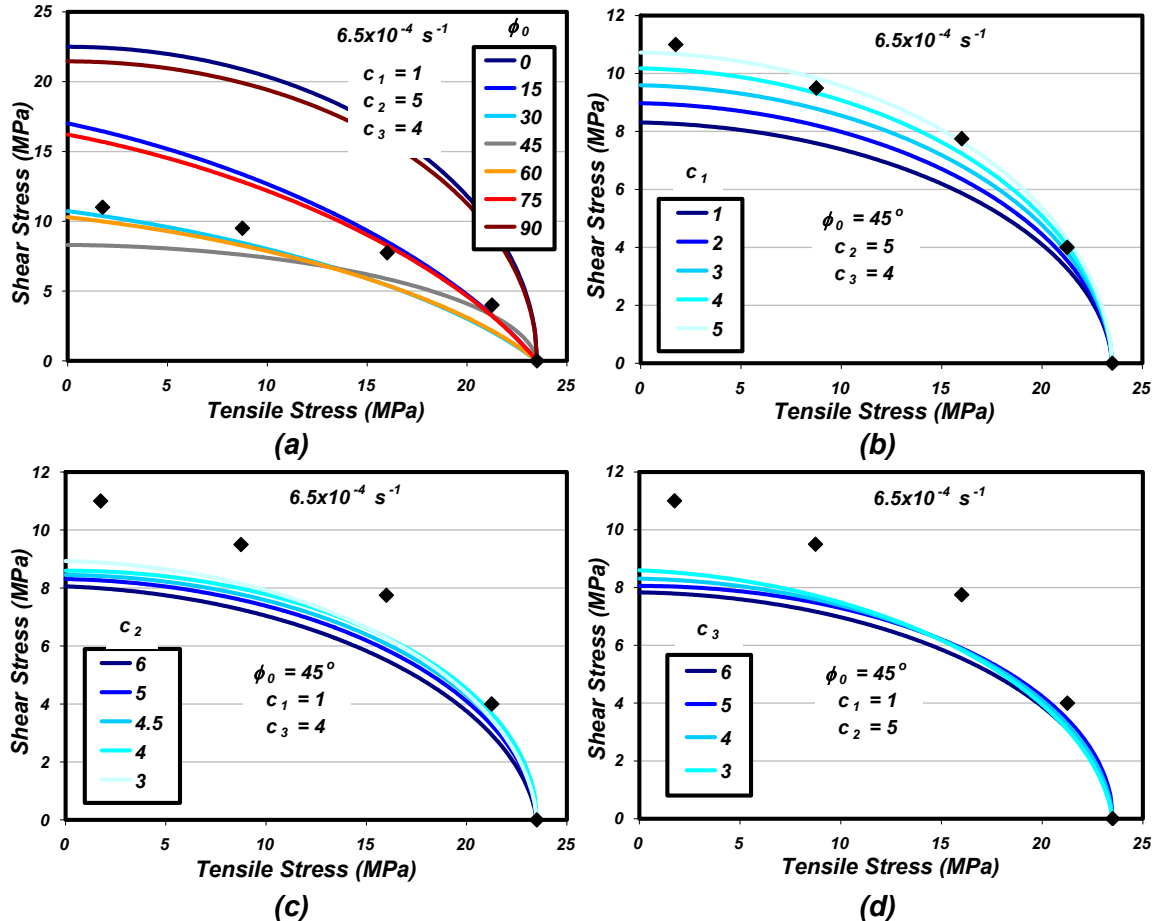 25
20
15
10
5
0
Shear Stress (MPa)
6.5x10⁻⁴ s⁻¹
c₁ = 1
c₂ = 5
c₃ = 4
ϕ₀
0
15
30
45
60
75
90
0 5 10 15 20 25
Tensile Stress (MPa)
(a)
12
10
8
6
4
2
0
Shear Stress (MPa)
6.5x10⁻⁴ s⁻¹
c₁
1
2
3
4
5
ϕ₀ = 45°
c₂ = 5
c₃ = 4
0 5 10 15 20 25
Tensile Stress (MPa)
(b)
12
10
8
6
4
2
0
Shear Stress (MPa)
6.5x10⁻⁴ s⁻¹
c₂
6
5
4.5
4
3
ϕ₀ = 45°
c₁ = 1
c₃ = 4
0 5 10 15 20 25
Tensile Stress (MPa)
(c)
12
10
8
6
4
2
0
Shear Stress (MPa)
6.5x10⁻⁴ s⁻¹
c₃
6
5
4
3
ϕ₀ = 45°
c₁ = 1
c₂ = 5
0 5 10 15 20 25
Tensile Stress (MPa)
(d)